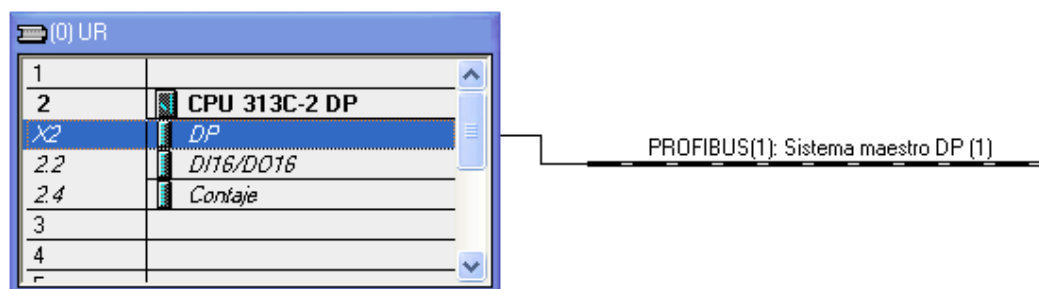 (0) UR
1
2 CPU 313C-2 DP
X2 DP
2.2 DI16/DO16
2.4 Contaje
3
4
PROFIBUS(1): Sistema maestro DP (1)